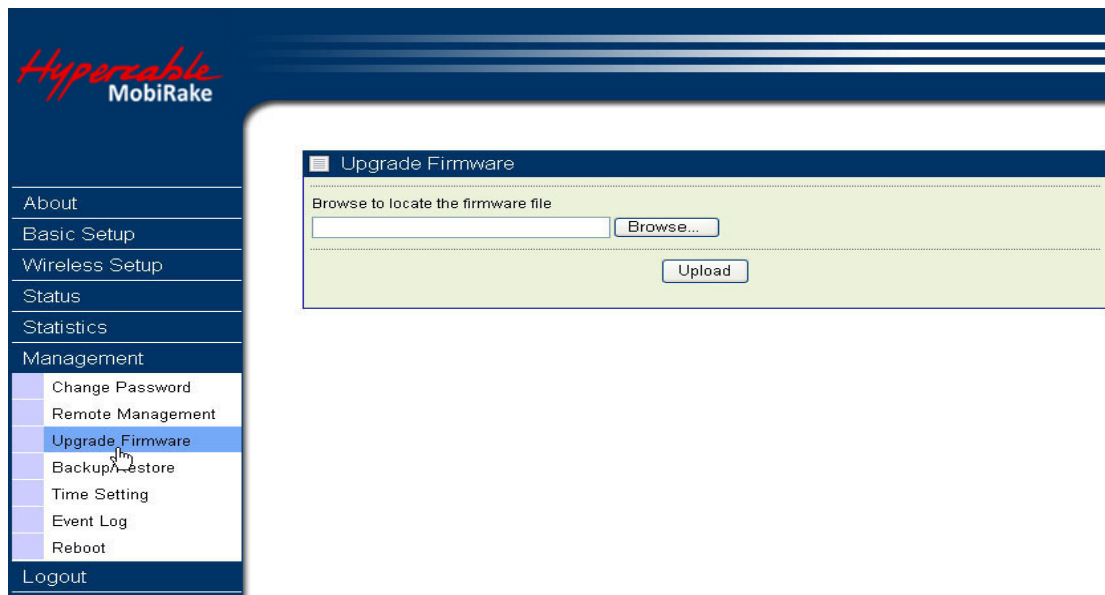 Hypercable
MobiRake
About
Basic Setup
Wireless Setup
Status
Statistics
Management
Change Password
Remote Management
Upgrade Firmware
Backup/Restore
Time Setting
Event Log
Reboot
Logout
Upgrade Firmware
Browse to locate the firmware file
Browse...
Upload